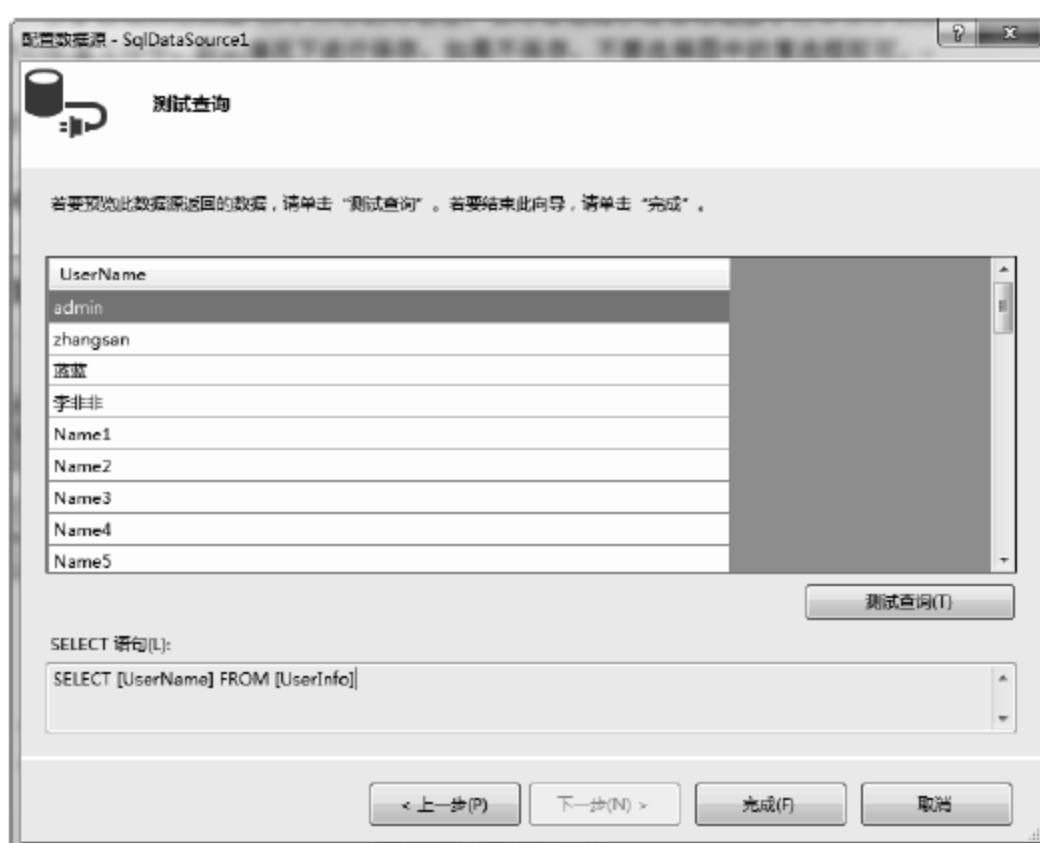 配置数据源 - SqlDataSource1
测试查询
若要预览此数据源返回的数据，请单击“测试查询”。若要结束此向导，请单击“完成”。
UserName
admin
zhangsan
蓝蓝
李非非
Name1
Name2
Name3
Name4
Name5
测试查询(T)
SELECT 语句(L):
SELECT [UserName] FROM [UserInfo]
< 上一步(P)
下一步(N) >
完成(F)
取消